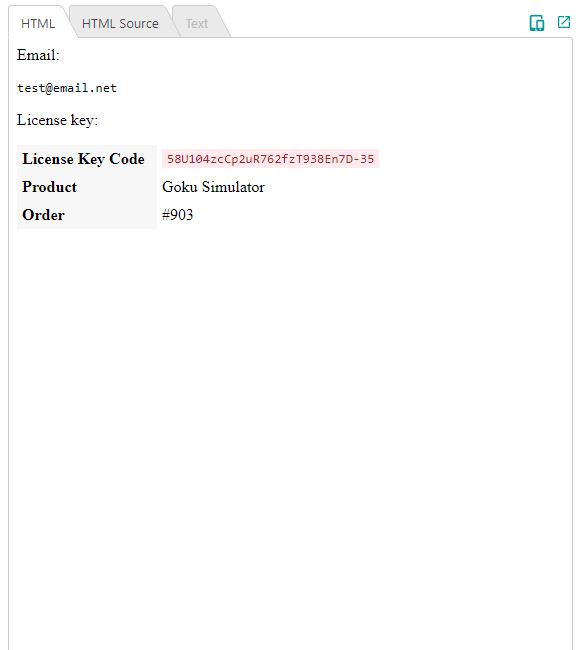 HTML
HTML Source
Text
Email:
test@email.net
License key:
License Key Code 58U104zcCp2uR762fzT938En7D-35
Product Goku Simulator
Order #903